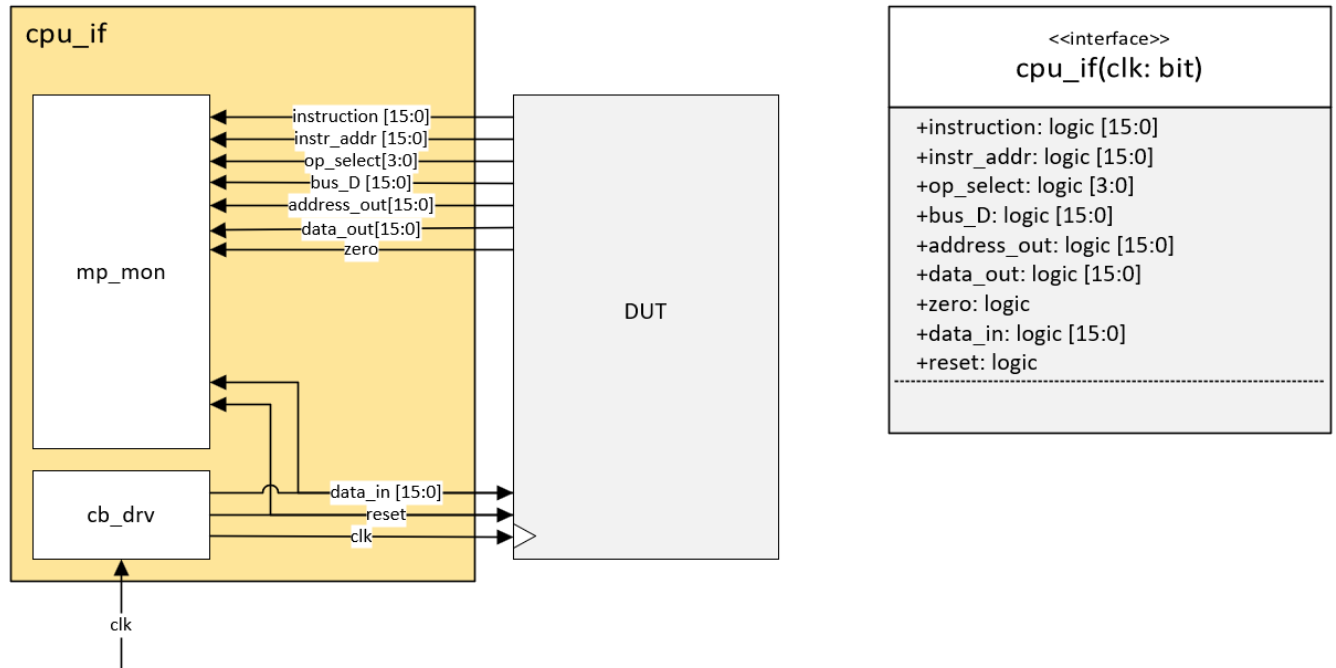 cpu_if
instruction [15:0]
instr_addr [15:0]
op_select[3:0]
bus_D [15:0]
address_out[15:0]
data_out[15:0]
zero
mp_mon
DUT
cb_drv
data_in [15:0]
reset
clk
clk
<<interface>>
cpu_if(clk: bit)
+instruction: logic [15:0]
+instr_addr: logic [15:0]
+op_select: logic [3:0]
+bus_D: logic [15:0]
+address_out: logic [15:0]
+data_out: logic [15:0]
+zero: logic
+data_in: logic [15:0]
+reset: logic